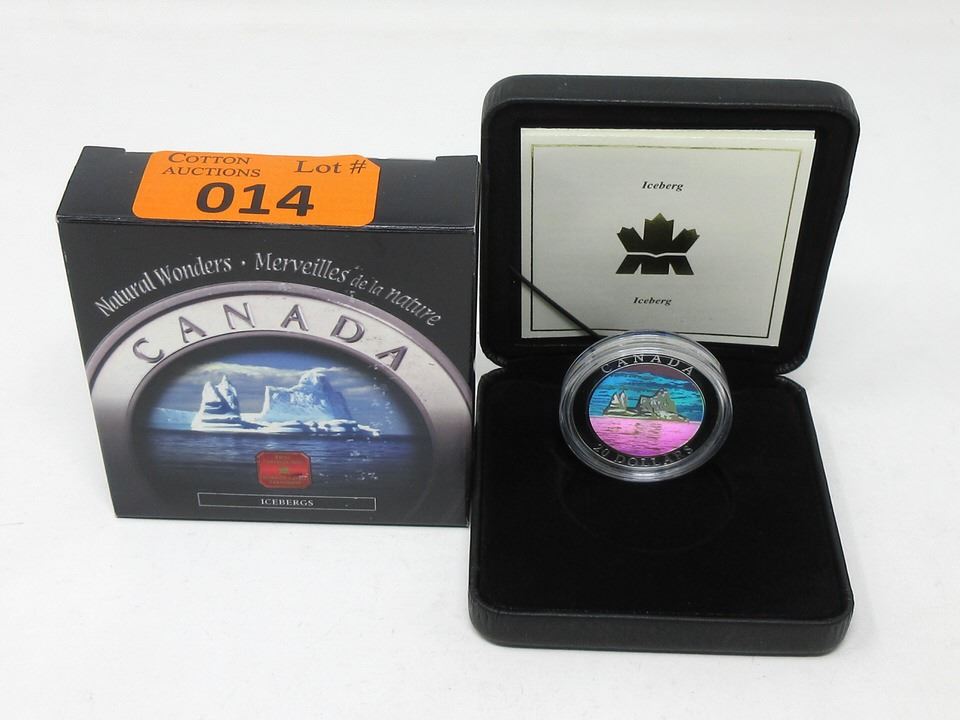 COTTON AUCTIONS Lot #
014
Natural Wonders • Merveilles de la nature
CANADA
ICEBERGS
Iceberg
Iceberg
CANADA
20 DOLLARS